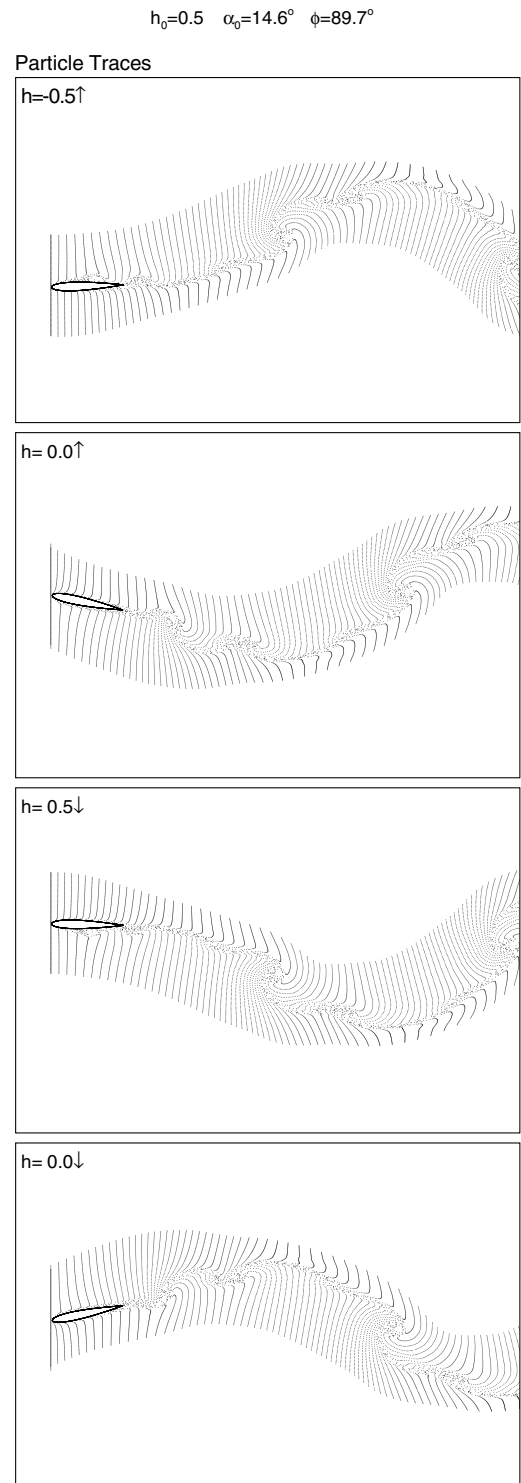 h₀=0.5 α₀=14.6° ϕ=89.7°
Particle Traces
h=-0.5↑
h= 0.0↑
h= 0.5↓
h= 0.0↓